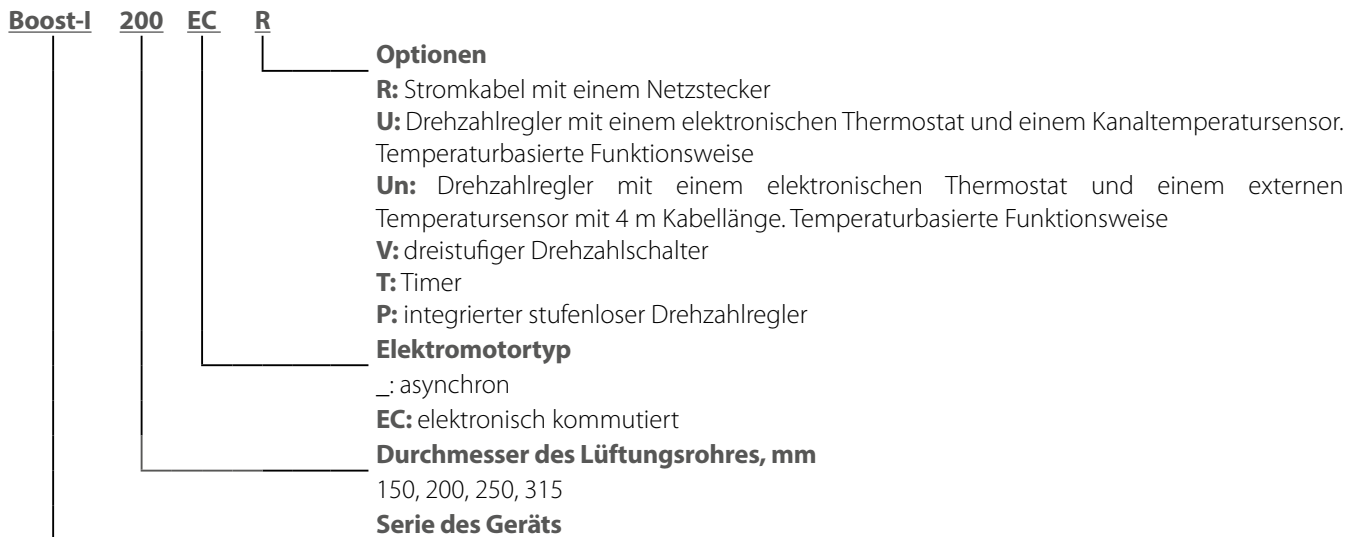 Boost-I 200 EC R
Optionen
R: Stromkabel mit einem Netzstecker
U: Drehzahlregler mit einem elektronischen Thermostat und einem Kanaltemperatursensor.
Temperaturbasierte Funktionsweise
Un: Drehzahlregler mit einem elektronischen Thermostat und einem externen
Temperatursensor mit 4 m Kabellänge. Temperaturbasierte Funktionsweise
V: dreistufiger Drehzahlschalter
T: Timer
P: integrierter stufenloser Drehzahlregler
Elektromotortyp
_: asynchron
EC: elektronisch kommutiert
Durchmesser des Lüftungsrohres, mm
150, 200, 250, 315
Serie des Geräts